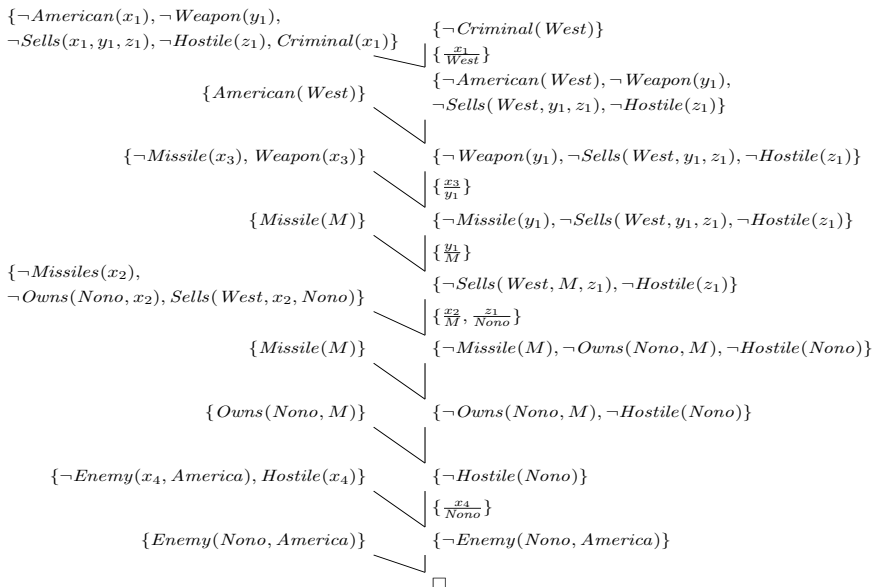 {¬American(x₁), ¬Weapon(y₁),
¬Sells(x₁, y₁, z₁), ¬Hostile(z₁), Criminal(x₁)}
{¬Criminal(West)}
{x₁/West}
{American(West)}
{¬American(West), ¬Weapon(y₁),
¬Sells(West, y₁, z₁), ¬Hostile(z₁)}
{¬Missile(x₃), Weapon(x₃)}
{¬Weapon(y₁), ¬Sells(West, y₁, z₁), ¬Hostile(z₁)}
{x₃/y₁}
{Missile(M)}
{¬Missile(y₁), ¬Sells(West, y₁, z₁), ¬Hostile(z₁)}
{y₁/M}
{¬Missiles(x₂),
¬Owns(Nono, x₂), Sells(West, x₂, Nono)}
{¬Sells(West, M, z₁), ¬Hostile(z₁)}
{x₂/M, z₁/Nono}
{Missile(M)}
{¬Missile(M), ¬Owns(Nono, M), ¬Hostile(Nono)}
{Owns(Nono, M)}
{¬Owns(Nono, M), ¬Hostile(Nono)}
{¬Enemy(x₄, America), Hostile(x₄)}
{¬Hostile(Nono)}
{x₄/Nono}
{Enemy(Nono, America)}
{¬Enemy(Nono, America)}
□